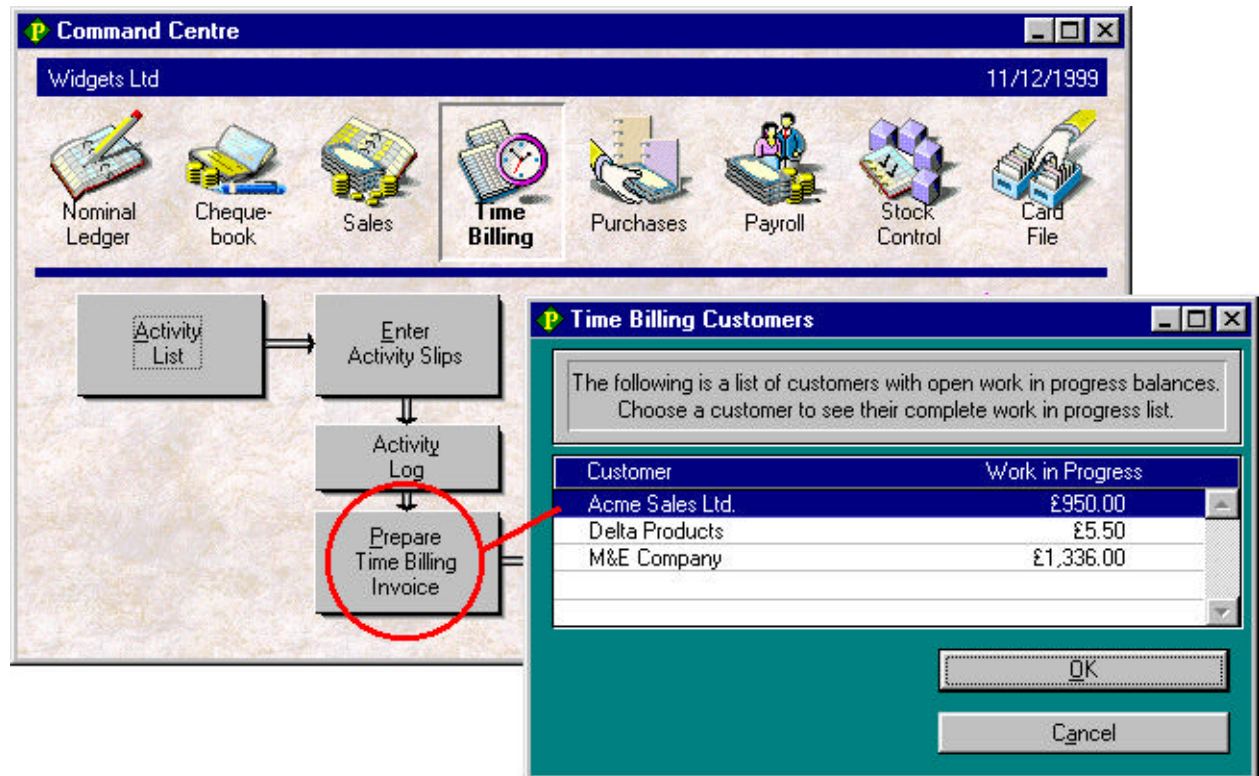 Command Centre
Widgets Ltd 11/12/1999
Nominal
Ledger
Cheque-
book
Sales
Time
Billing
Purchases
Payroll
Stock
Control
Card
File
Activity
List
Enter
Activity Slips
Activity
Log
Prepare
Time Billing
Invoice
Time Billing Customers
The following is a list of customers with open work in progress balances.
Choose a customer to see their complete work in progress list.
Customer Work in Progress
Acme Sales Ltd. £950.00
Delta Products £5.50
M&E Company £1,336.00
OK
Cancel